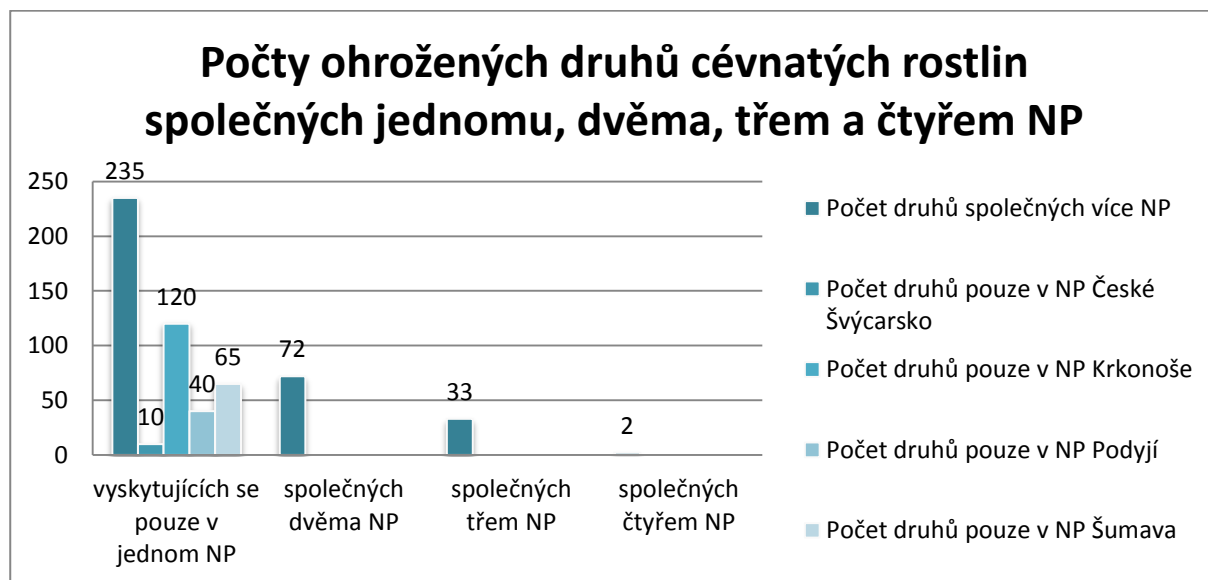 Počty ohrožených druhů cévnatých rostlin
společných jednomu, dvěma, třem a čtyřem NP
235
250
200
150
100
50
0
10
120
40
65
72
33
2
vyskytujících se
pouze v
jednom NP
společných
dvěma NP
společných
třem NP
společných
čtyřem NP
Počet druhů společných více NP
Počet druhů pouze v NP České
Švýcarsko
Počet druhů pouze v NP Krkonoše
Počet druhů pouze v NP Podyjí
Počet druhů pouze v NP Šumava